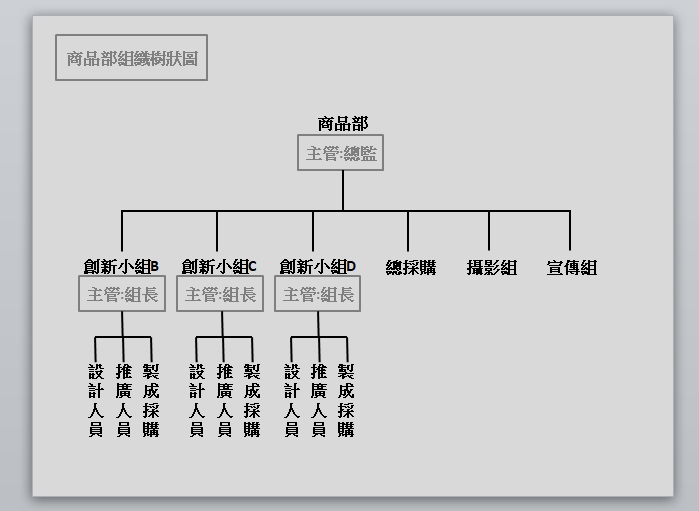 商品部組織樹狀圖
商品部
主管:總監
創新小組B
創新小組C
創新小組D
總採購
攝影組
宣傳組
主管:組長
主管:組長
主管:組長
設計人員
推廣人員
製成採購
設計人員
推廣人員
製成採購
設計人員
推廣人員
製成採購